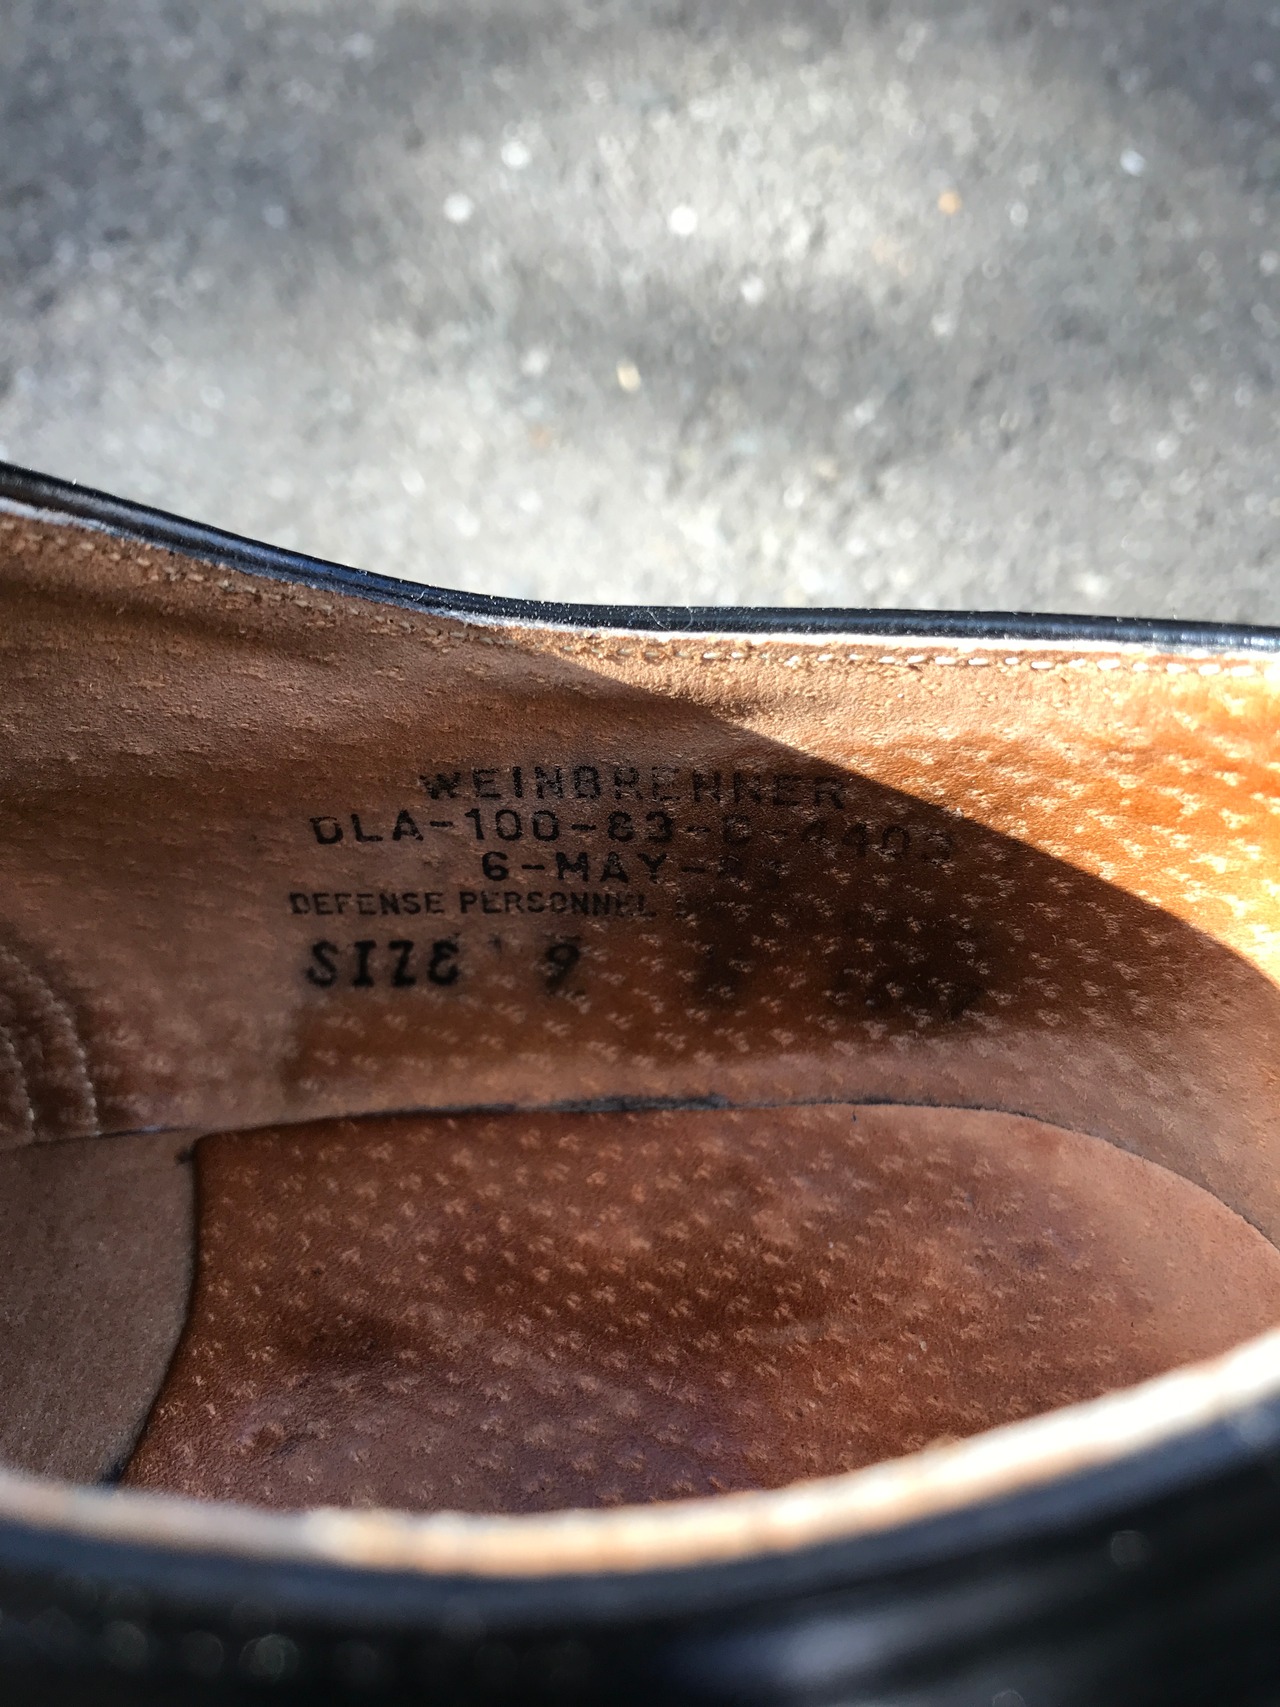 WEINBRENNER
DLA-100-83-C-4403
6-MAY-
DEFENSE PERSONNEL
SIZE 9